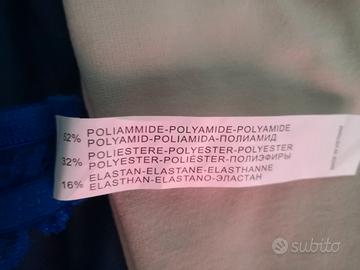 52% POLIAMMIDE-POLYAMIDE-POLYAMIDE
POLYAMID-POLIAMIDA-ПОЛИАМИД
POLIESTERE-POLYESTER-POLYESTER
32% POLYESTER-POLIÉSTER-ПОЛИЭФИРЫ
ELASTAN-ELASTANE-ELASTHANNE
16% ELASTHAN-ELASTANO-ЭЛАСТАН
subito